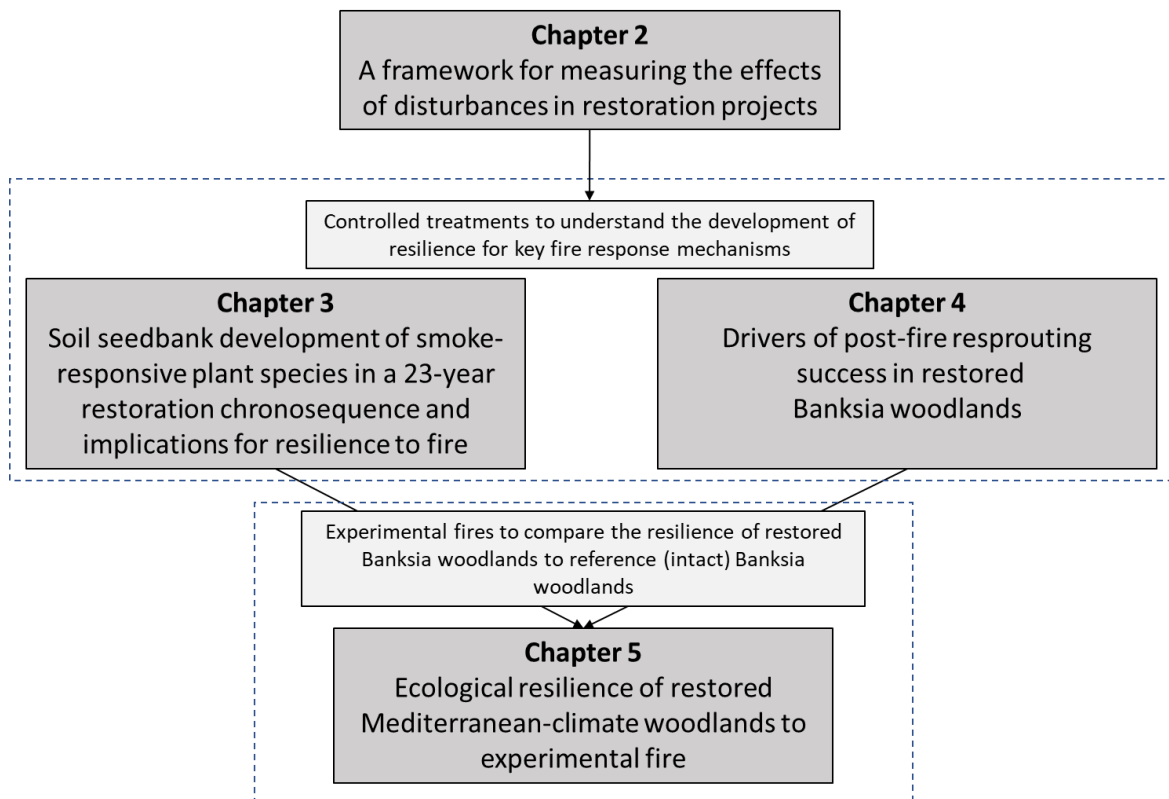 Chapter 2
A framework for measuring the effects
of disturbances in restoration projects
Controlled treatments to understand the development of
resilience for key fire response mechanisms
Chapter 3
Soil seedbank development of smoke-
responsive plant species in a 23-year
restoration chronosequence and
implications for resilience to fire
Chapter 4
Drivers of post-fire resprouting
success in restored
Banksia woodlands
Experimental fires to compare the resilience of restored
Banksia woodlands to reference (intact) Banksia
woodlands
Chapter 5
Ecological resilience of restored
Mediterranean-climate woodlands to
experimental fire